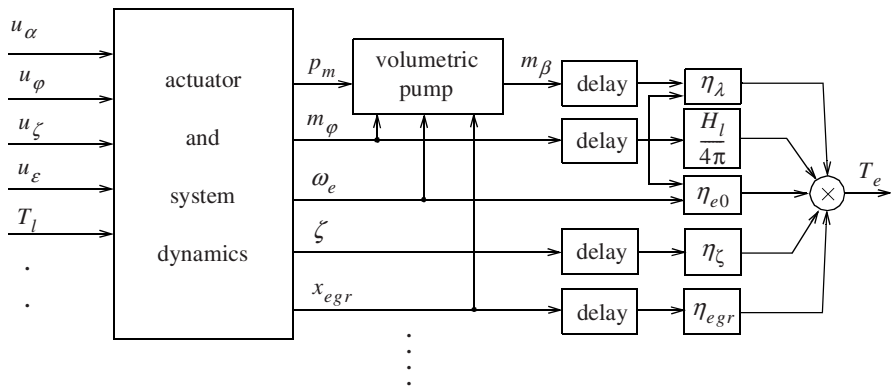 u_α
u_φ
u_ζ
u_ε
T_l
.
.
actuator
and
system
dynamics
p_m
m_φ
ω_e
ζ
x_egr
volumetric
pump
m_β
delay
delay
delay
delay
η_λ
H_l
4π
η_e0
η_ζ
η_egr
×
T_e